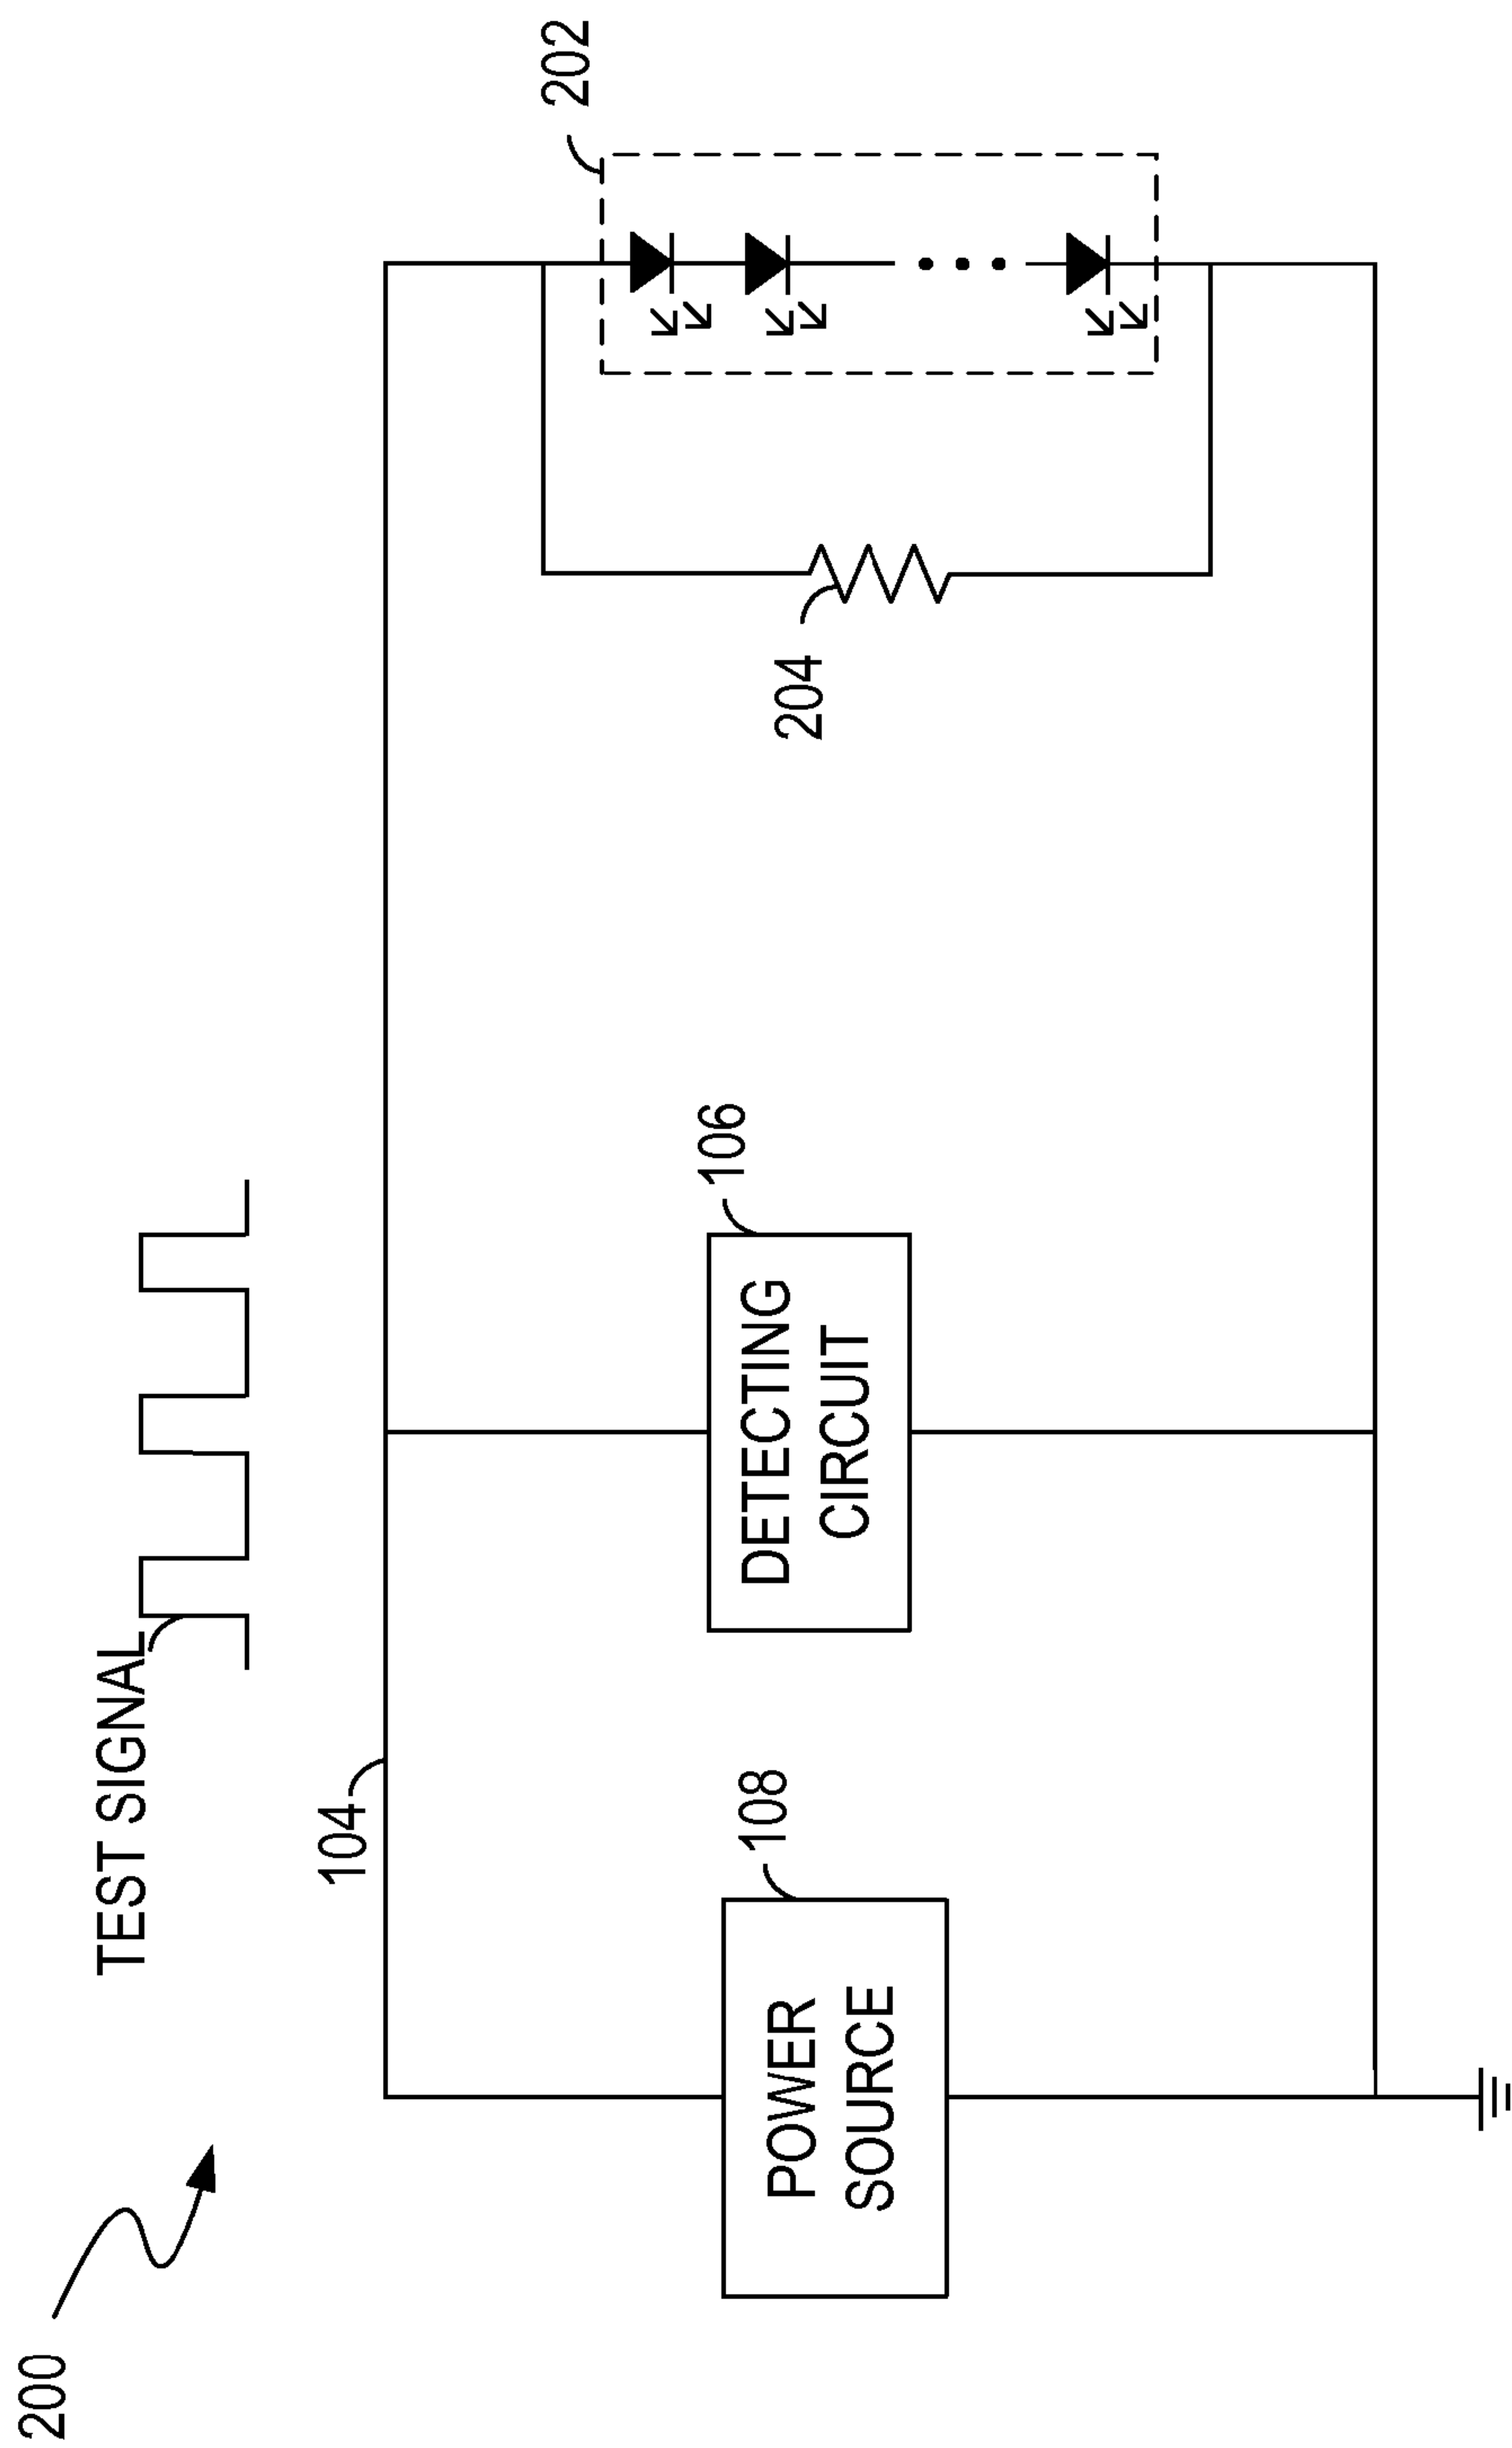 200
TEST SIGNAL
104
202
108
POWER
SOURCE
106
DETECTING
CIRCUIT
204